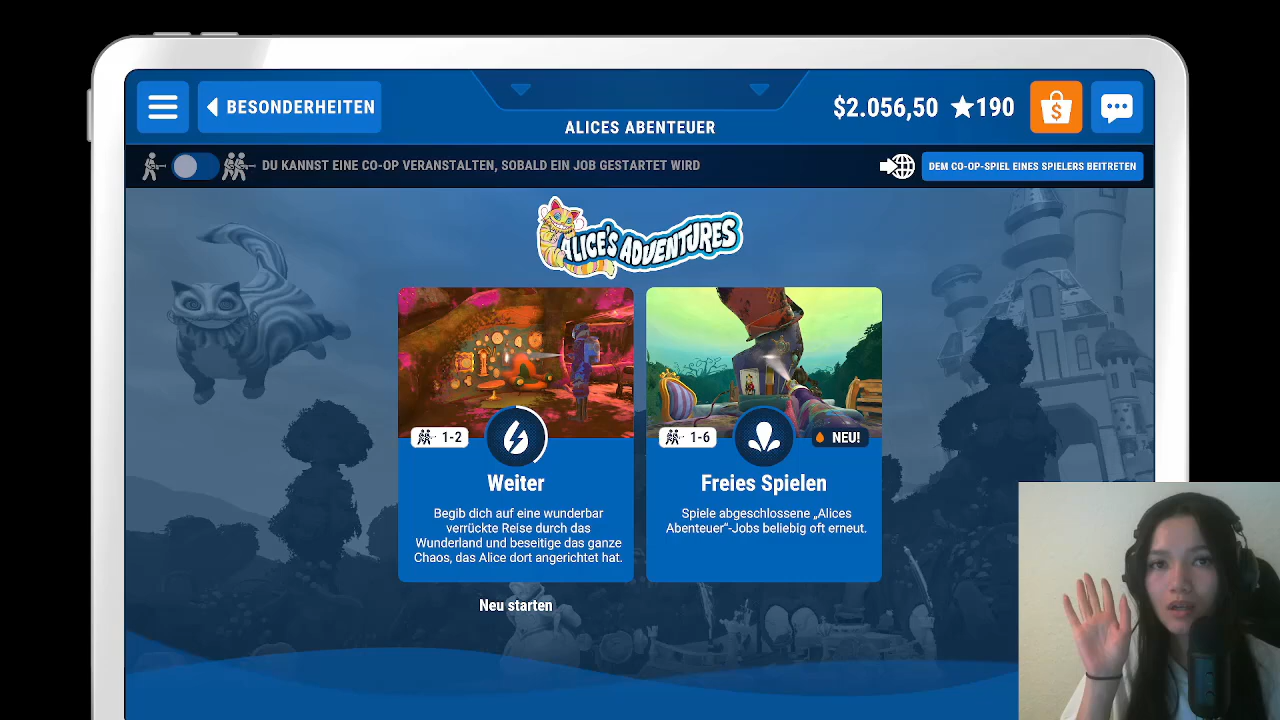 BESONDERHEITEN
ALICES ABENTEUER
$2.056,50 ★190
DU KANNST EINE CO-OP VERANSTALTEN, SOBALD EIN JOB GESTARTET WIRD
DEM CO-OP-SPIEL EINES SPIELERS BEITRETEN
ALICE'S ADVENTURES
1-2
Weiter
Begib dich auf eine wunderbar
verrückte Reise durch das
Wunderland und beseitige das ganze
Chaos, das Alice dort angerichtet hat.
Neu starten
1-6
NEU!
Freies Spielen
Spiele abgeschlossene „Alices
Abenteuer“-Jobs beliebig oft erneut.